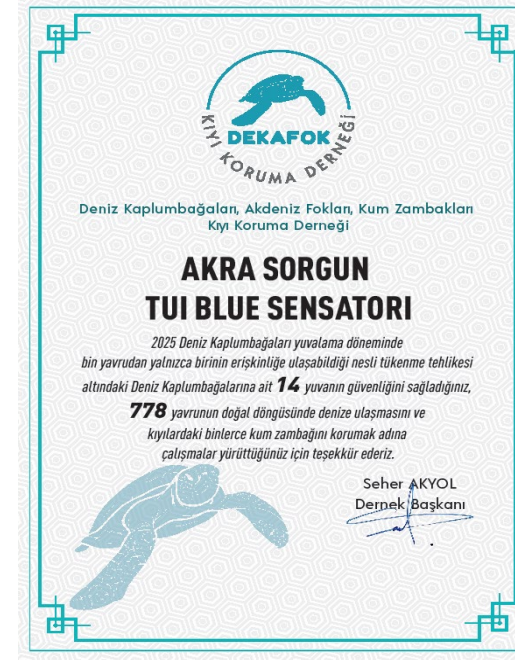 DEKAFOK
KIYI KORUMA DERNEĞİ
Deniz Kaplumbağaları, Akdeniz Fokları, Kum Zambakları
Kıyı Koruma Derneği
AKRA SORGUN
TUI BLUE SENSATORI
2025 Deniz Kaplumbağaları yuvalama döneminde
bin yavrudan yalnızca birinin erişkinliğe ulaşabildiği nesli tükenme tehlikesi
altındaki Deniz Kaplumbağalarına ait 14 yuvanın güvenliğini sağladığınız,
778 yavrunun doğal döngüsünde denize ulaşmasını ve
kıyılardaki binlerce kum zambağını korumak adına
çalışmalar yürüttüğünüz için teşekkür ederiz.
Seher AKYOL
Dernek Başkanı